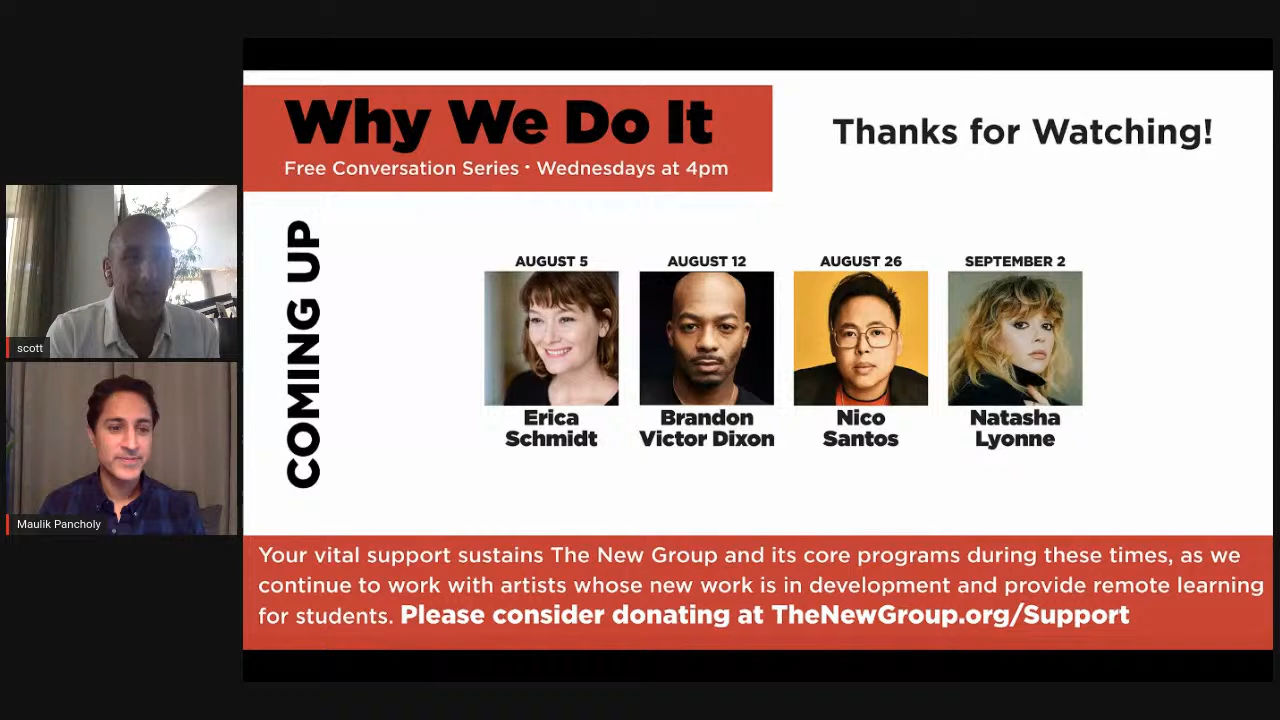 Why We Do It
Free Conversation Series • Wednesdays at 4pm
Thanks for Watching!
COMING UP
AUGUST 5
Erica
Schmidt
AUGUST 12
Brandon
Victor Dixon
AUGUST 26
Nico
Santos
SEPTEMBER 2
Natasha
Lyonne
scott
Maulik Pancholy
Your vital support sustains The New Group and its core programs during these times, as we
continue to work with artists whose new work is in development and provide remote learning
for students. Please consider donating at TheNewGroup.org/Support